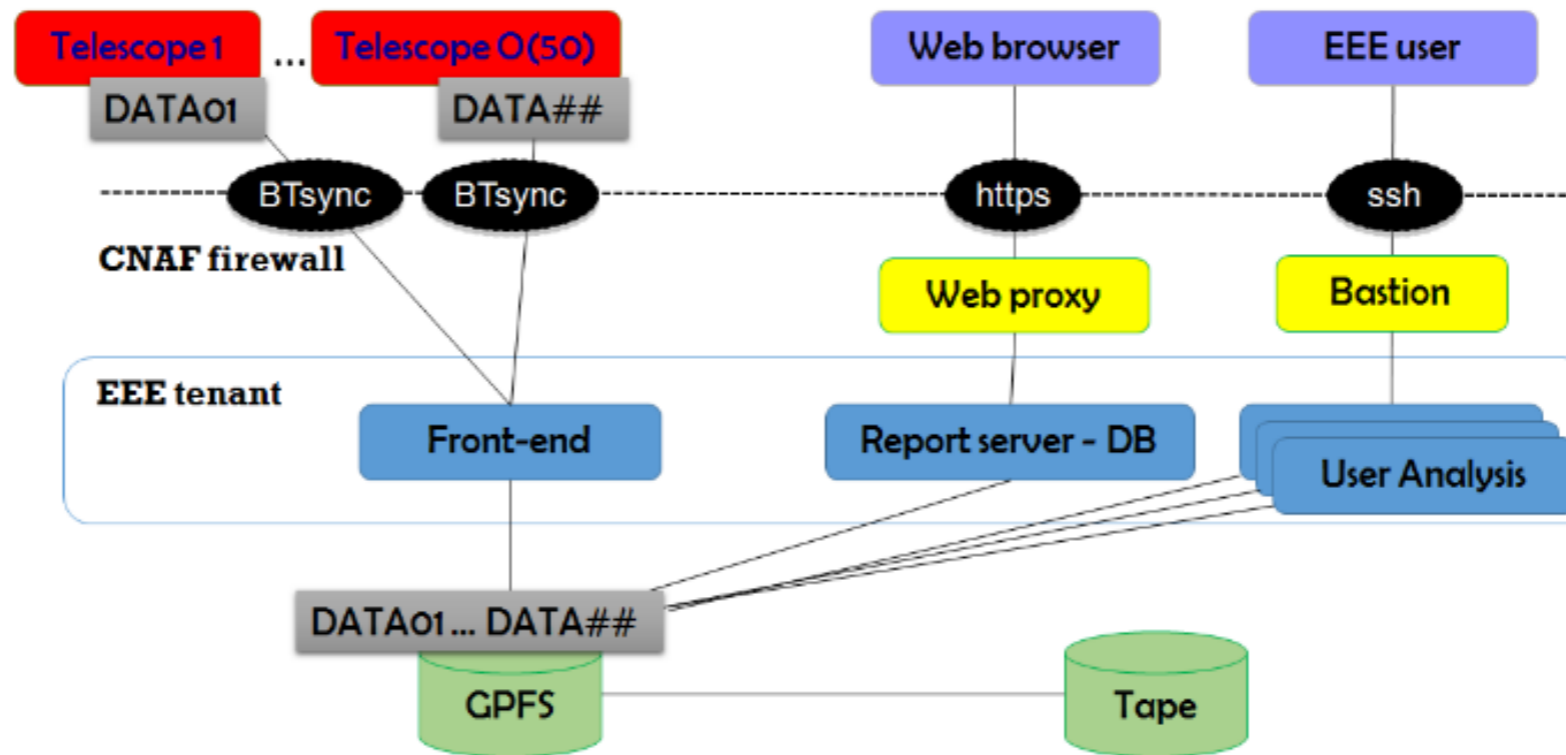 Telescope 1
...
Telescope O(50)
Web browser
EEE user
DATA01
DATA##
BTsync
BTsync
https
ssh
CNAF firewall
Web proxy
Bastion
EEE tenant
Front-end
Report server - DB
User Analysis
DATA01 ... DATA##
GPFS
Tape